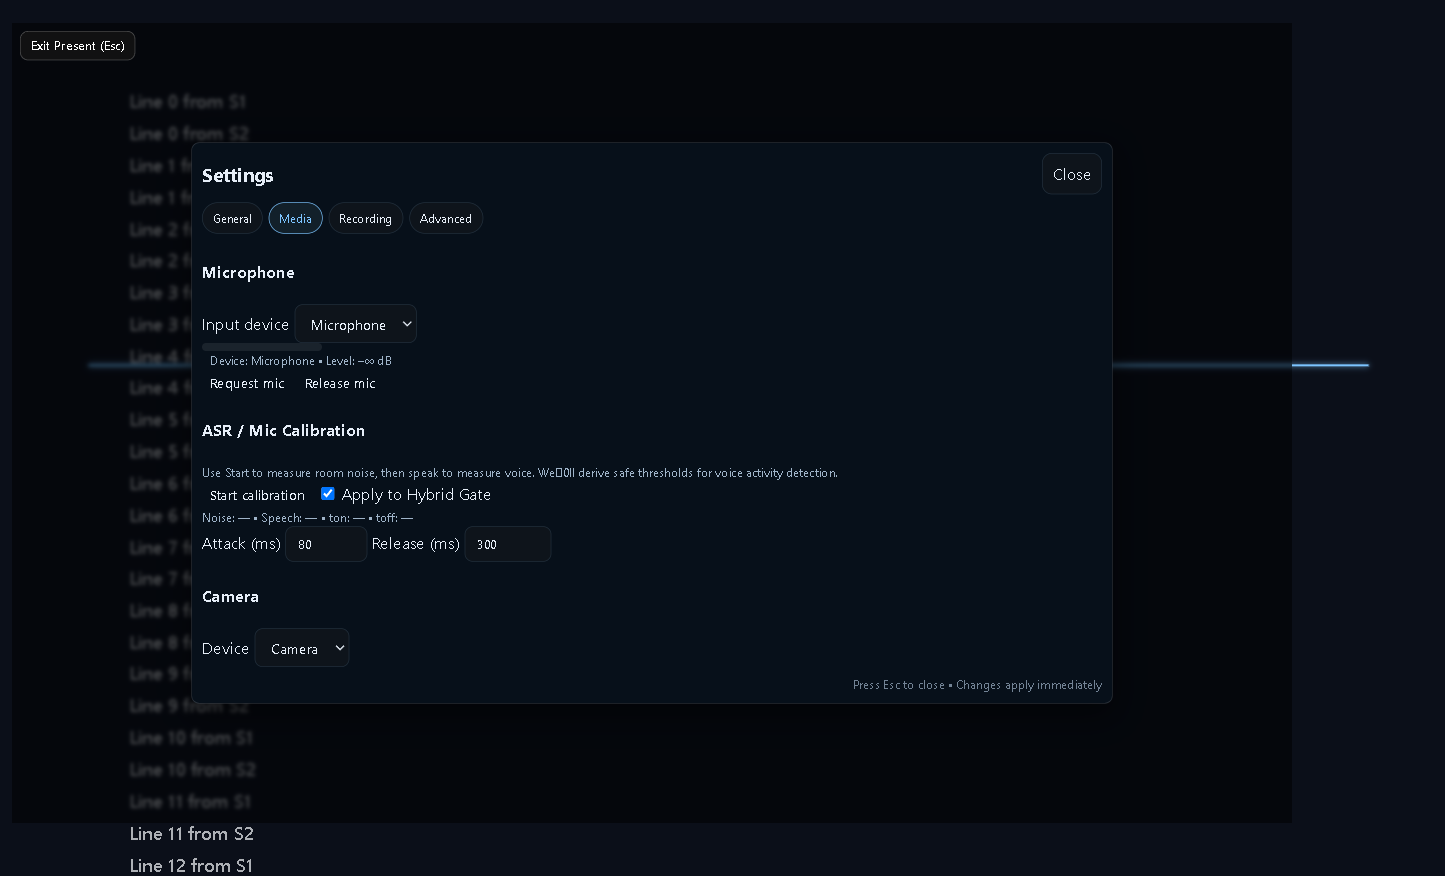 Exit Present (Esc)
Line 0 from S1
Line 0 from S2
Line 1 f
Line 1 f
Line 2 f
Line 2 f
Line 3 f
Line 3 f
Line 4 f
Line 4 f
Line 5 f
Line 5 f
Line 6 f
Line 6 f
Line 7 f
Line 7 f
Line 8 f
Line 8 f
Line 9 f
Line 9 from S2
Line 10 from S1
Line 10 from S2
Line 11 from S1
Line 11 from S2
Line 12 from S1
Settings
Close
General Media Recording Advanced
Microphone
Input device Microphone
Device: Microphone • Level: −∞ dB
Request mic Release mic
ASR / Mic Calibration
Use Start to measure room noise, then speak to measure voice. We□0ll derive safe thresholds for voice activity detection.
Start calibration Apply to Hybrid Gate
Noise: — • Speech: — • ton: — • toff: —
Attack (ms) 80 Release (ms) 300
Camera
Device Camera
Press Esc to close • Changes apply immediately